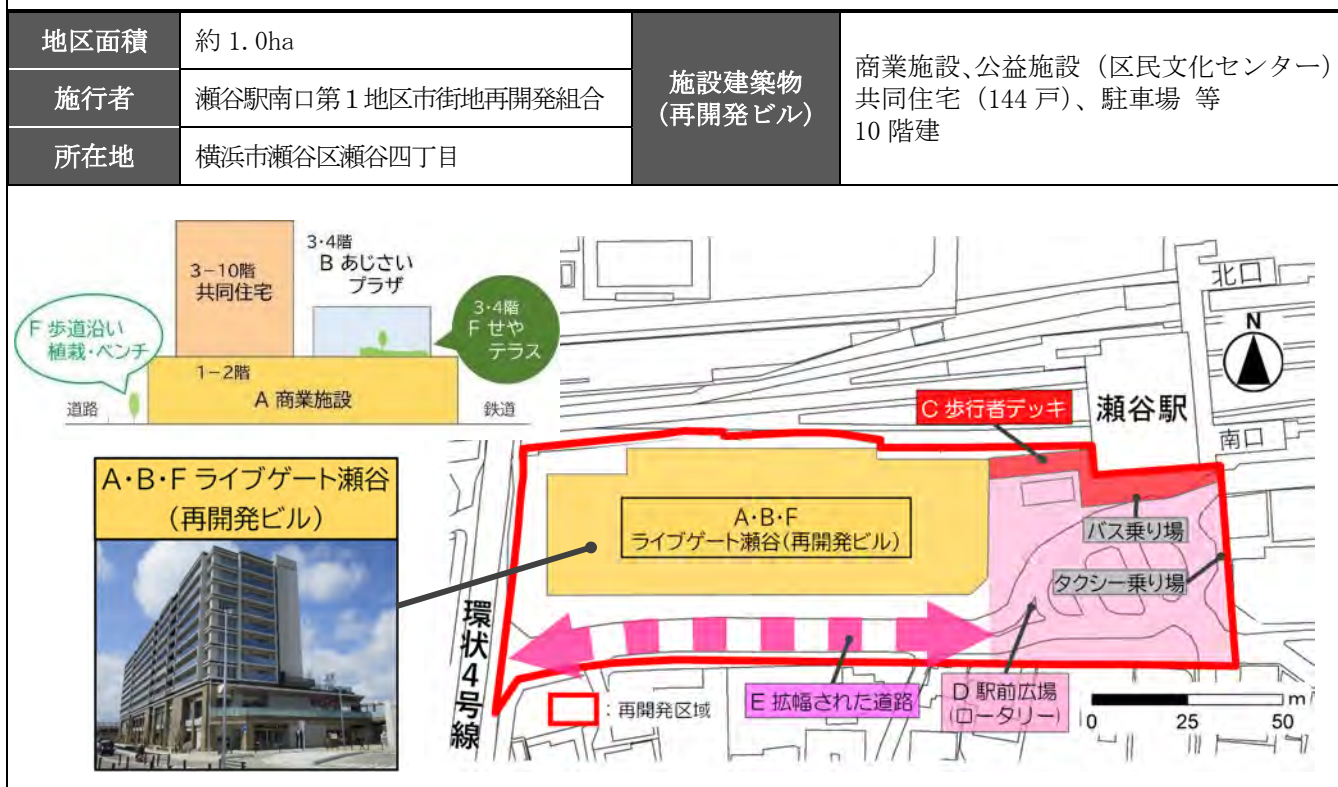 地区面積
約 1.0ha
施行者
瀬谷駅南口第1地区市街地再開発組合
所在地
横浜市瀬谷区瀬谷四丁目
施設建築物
(再開発ビル)
商業施設、公益施設（区民文化センター）
共同住宅（144 戸）、駐車場 等
10 階建
3-10階
共同住宅
3・4階
B あじさい
プラザ
F 歩道沿い
植栽・ベンチ
3・4階
F せや
テラス
1-2階
A 商業施設
道路
鉄道
A・B・F ライブゲート瀬谷
(再開発ビル)
北口
N
瀬谷駅
C 歩行者デッキ
南口
A・B・F
ライブゲート瀬谷(再開発ビル)
バス乗り場
タクシー乗り場
環状4号線
：再開発区域
E 拡幅された道路
D 駅前広場
(ロータリー)
m
0 25 50